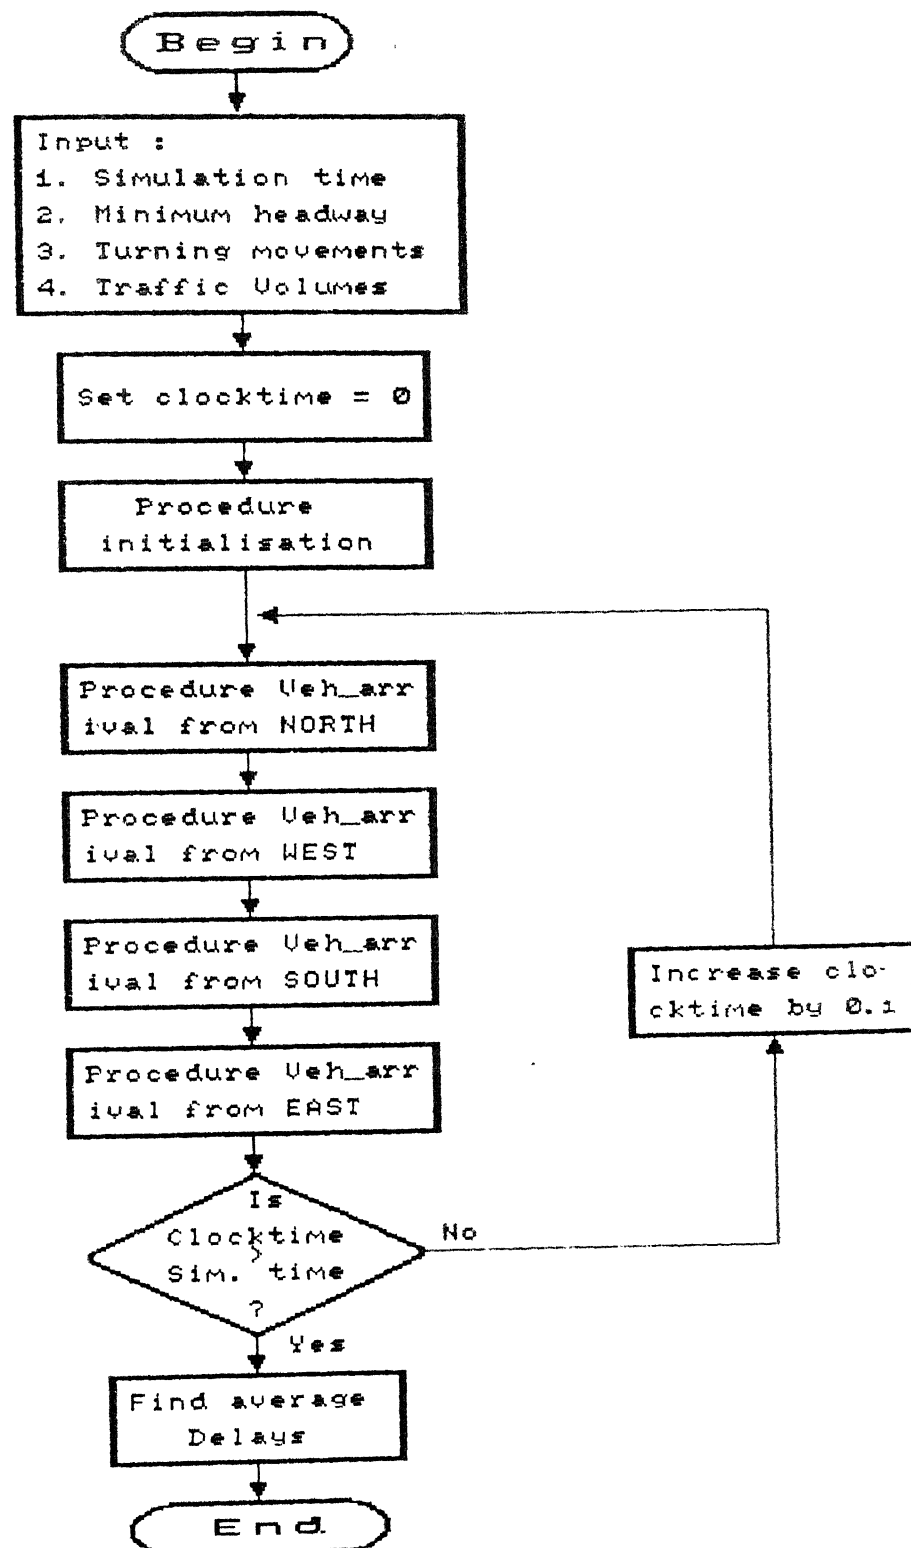 Begin
Input :
1. Simulation time
2. Minimum headway
3. Turning movements
4. Traffic Volumes
Set clocktime = 0
Procedure
initialisation
Procedure Veh_arr
ival from NORTH
Procedure Veh_arr
ival from WEST
Procedure Veh_arr
ival from SOUTH
Increase clo-
cktime by 0.1
Procedure Veh_arr
ival from EAST
Is
Clocktime
>
Sim. time
?
No
Yes
Find average
Delays
End